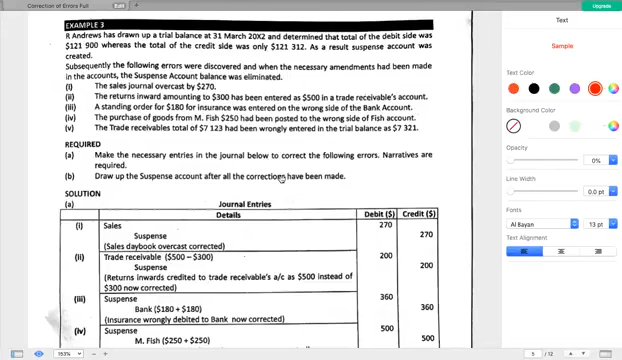 Correction of Errors Full
Edit
Upgrade
EXAMPLE 3
R Andrews has drawn up a trial balance at 31 March 20X2 and determined that total of the debit side was
$121 900 whereas the total of the credit side was only $121 312. As a result suspense account was
created.
Subsequently the following errors were discovered and when the necessary amendments had been made
in the accounts, the Suspense Account balance was eliminated.
(i) The sales journal overcast by $270.
(ii) The returns inward amounting to $300 has been entered as $500 in a trade receivable's account.
(iii) A standing order for $180 for insurance was entered on the wrong side of the Bank Account.
(iv) The purchase of goods from M. Fish $250 had been posted to the wrong side of Fish account.
(v) The Trade receivables total of $7 123 had been wrongly entered in the trial balance as $7 321.
REQUIRED
(a) Make the necessary entries in the journal below to correct the following errors. Narratives are
required.
(b) Draw up the Suspense account after all the corrections have been made.
SOLUTION
(a) Journal Entries
Details Debit ($) Credit ($)
(i) Sales 270
Suspense 270
(Sales daybook overcast corrected)
(ii) Trade receivable ($500 – $300) 200
Suspense 200
(Returns inwards credited to trade receivable's a/c as $500 instead of
$300 now corrected)
(iii) Suspense 360
Bank ($180 + $180) 360
(Insurance wrongly debited to Bank now corrected)
(iv) Suspense 500
M. Fish ($250 + $250) 500
Text
Sample
Text Color
Background Color
Opacity
0%
Line Width
0.0 pt
Fonts
Al Bayan 13 pt
Text Alignment
153% − + 5 / 12